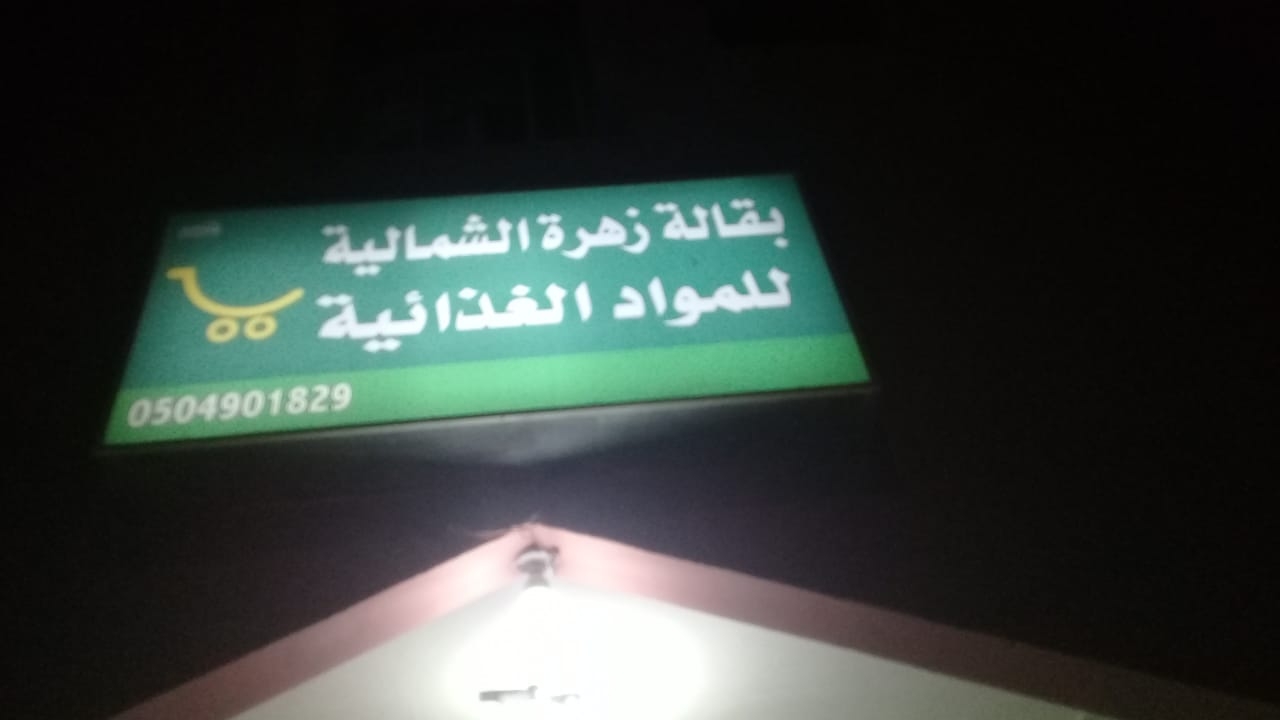 بقالة زهرة الشمالية
للمواد الغذائية
0504901829